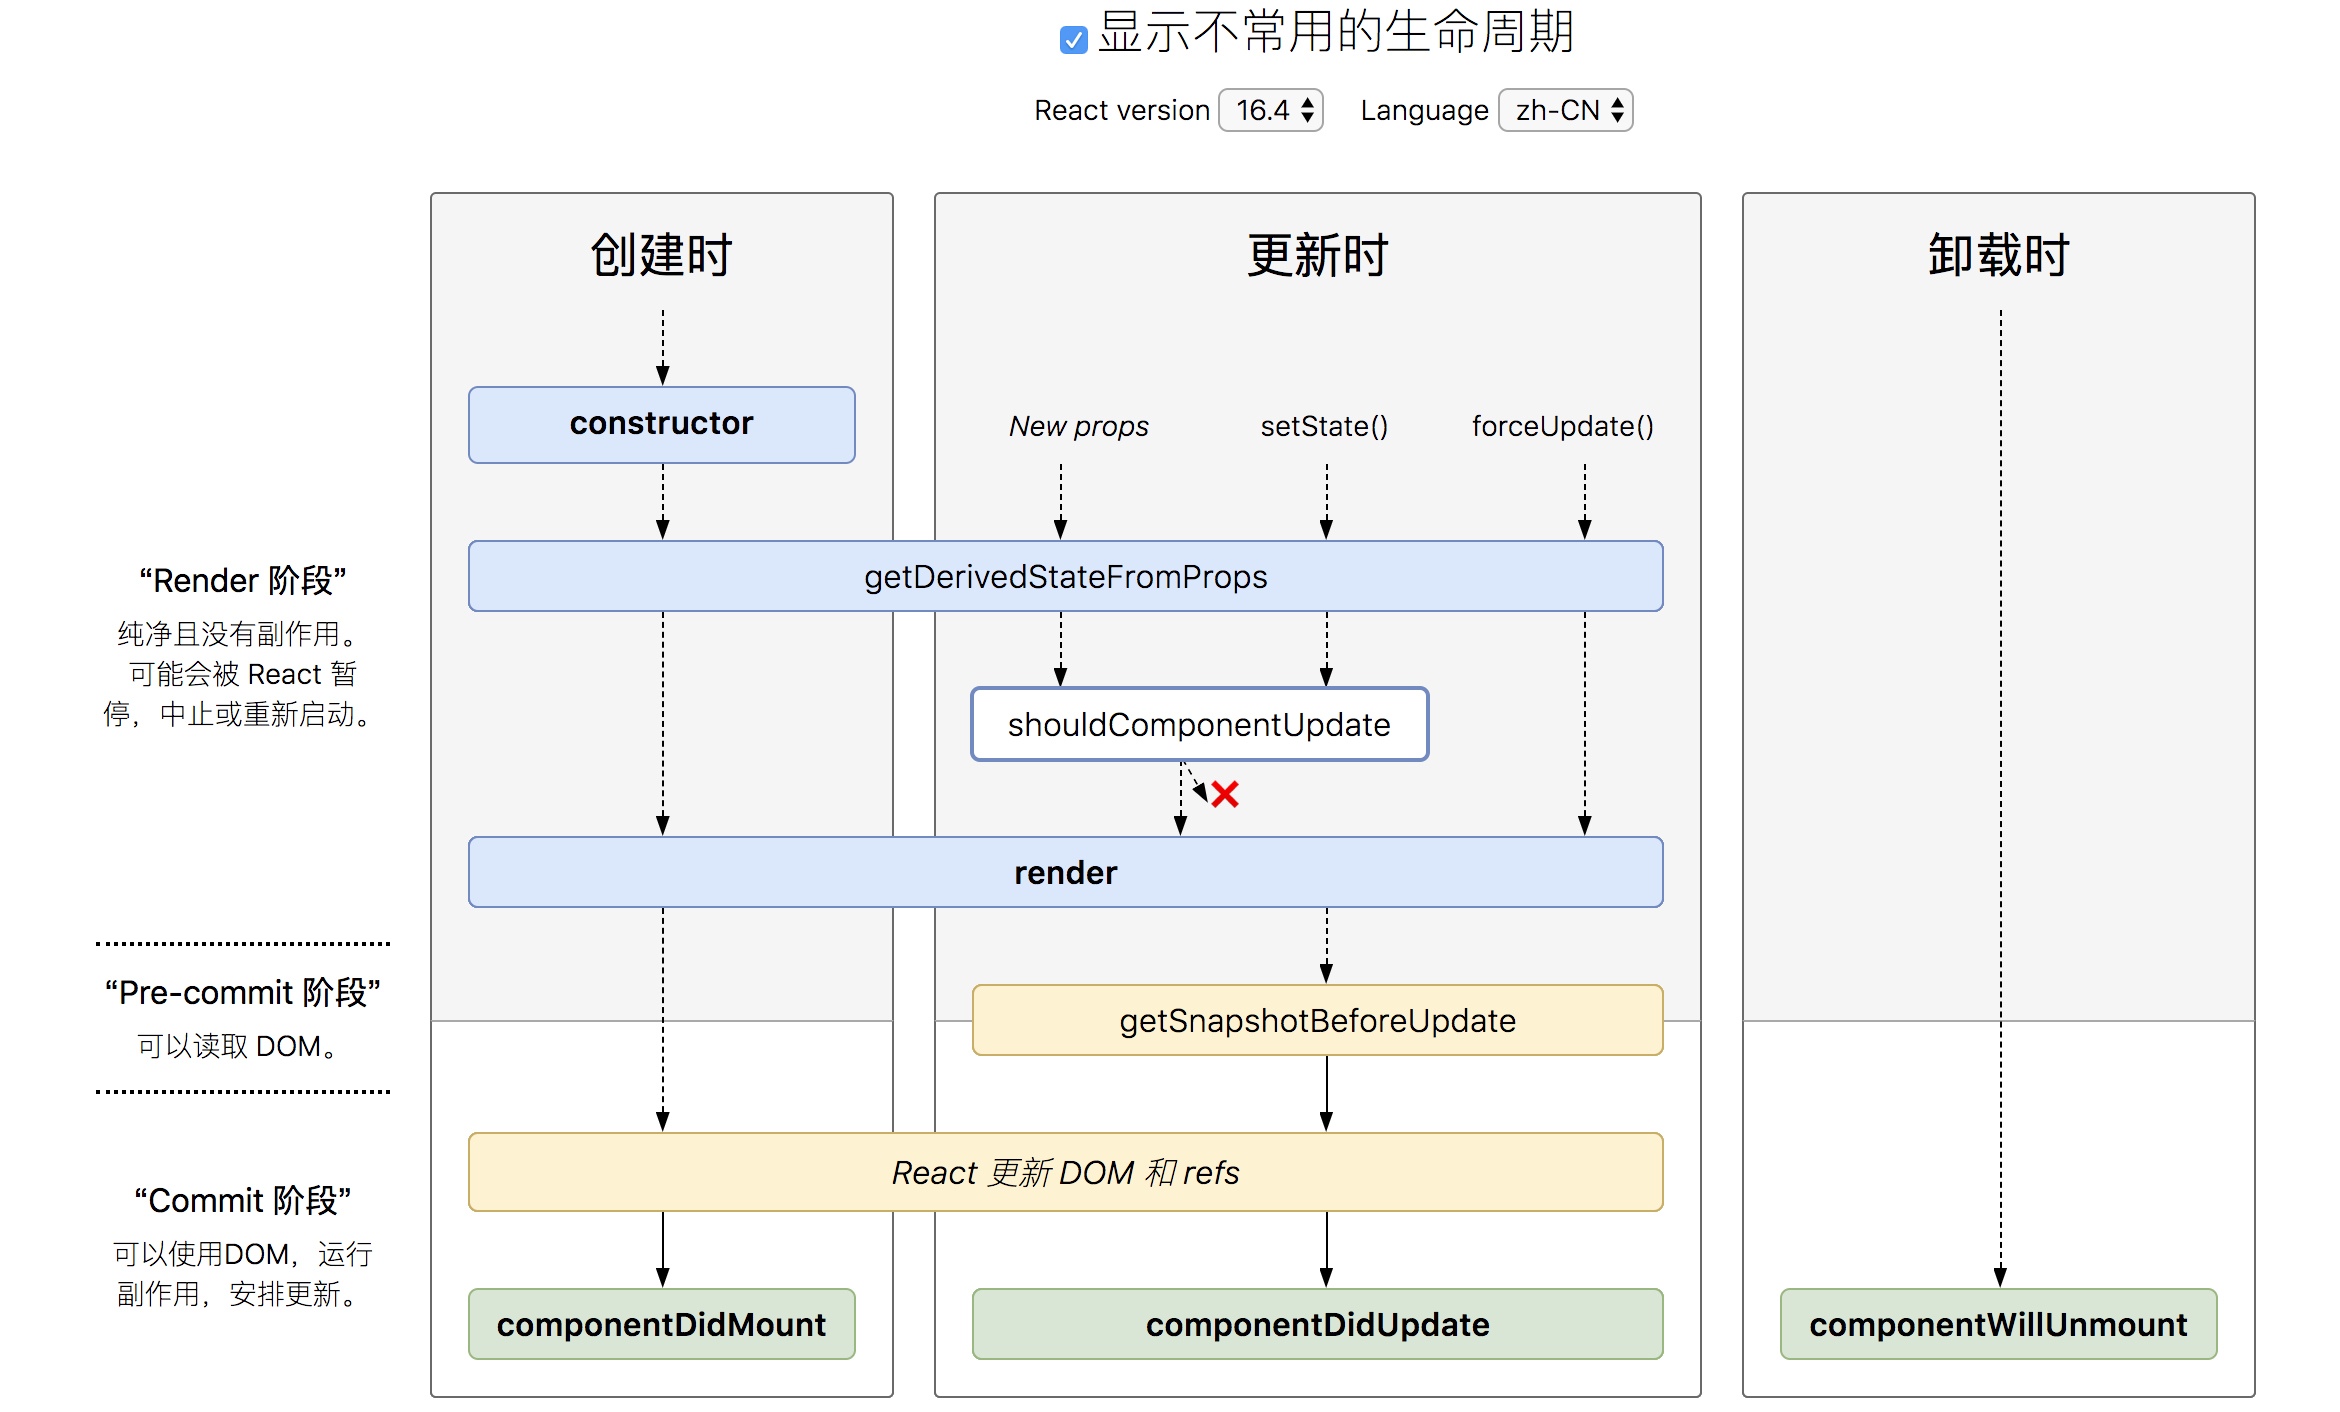 显示不常用的生命周期
React version 16.4 Language zh-CN
创建时
更新时
卸载时
constructor
New props
setState()
forceUpdate()
“Render 阶段”
纯净且没有副作用。
可能会被 React 暂
停，中止或重新启动。
getDerivedStateFromProps
shouldComponentUpdate
render
“Pre-commit 阶段”
可以读取 DOM。
getSnapshotBeforeUpdate
“Commit 阶段”
可以使用DOM，运行
副作用，安排更新。
React 更新 DOM 和 refs
componentDidMount
componentDidUpdate
componentWillUnmount